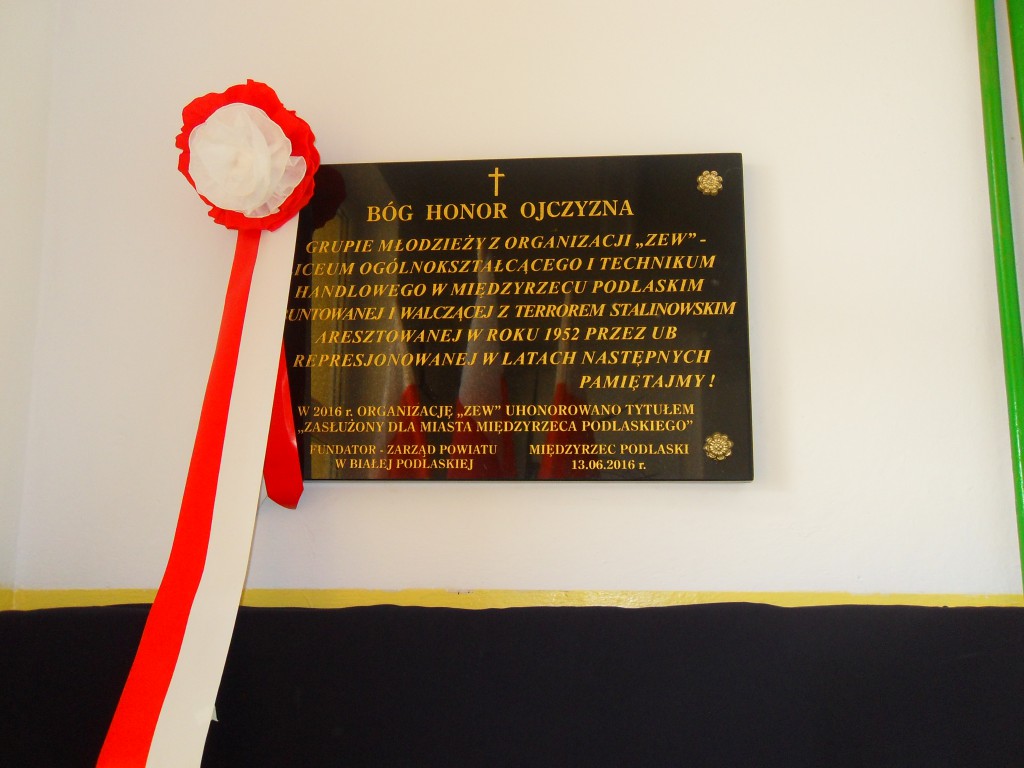 BÓG HONOR OJCZYZNA
GRUPIE MŁODZIEŻY Z ORGANIZACJI „ZEW” -
LICEUM OGÓLNOKSZTAŁCĄCEGO I TECHNIKUM
HANDLOWEGO W MIĘDZYRZECU PODLASKIM
UNTOWANEJ I WALCZĄCEJ Z TERROREM STALINOWSKIM
ARESZTOWANEJ W ROKU 1952 PRZEZ UB
REPRESJONOWANEJ W LATACH NASTĘPNYCH
PAMIĘTAJMY !
W 2016 r. ORGANIZACJĘ „ZEW” UHONOROWANO TYTUŁEM
„ZASŁUŻONY DLA MIASTA MIĘDZYRZECA PODLASKIEGO”
FUNDATOR - ZARZĄD POWIATU
W BIAŁEJ PODLASKIEJ
MIĘDZYRZEC PODLASKI
13.06.2016 r.